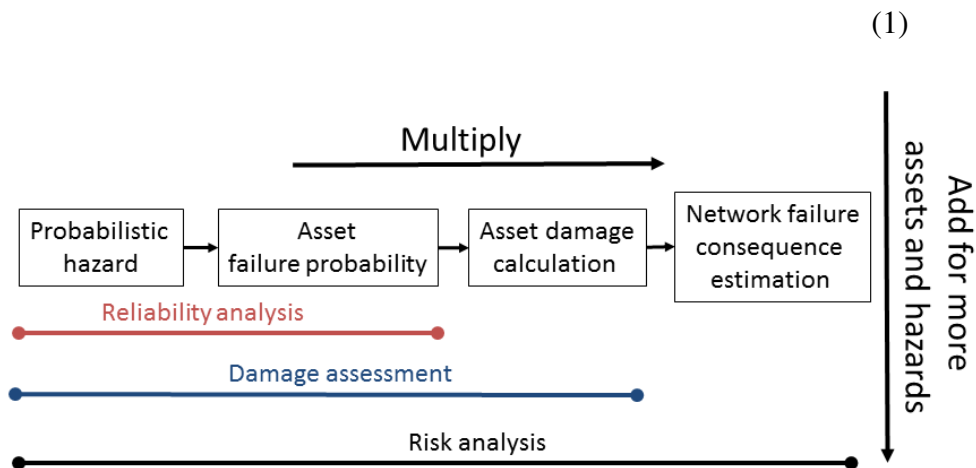 (1)
Multiply
Probabilistic
hazard
Asset
failure probability
Asset damage
calculation
Network failure
consequence
estimation
Reliability analysis
Damage assessment
Risk analysis
Add for more
assets and hazards